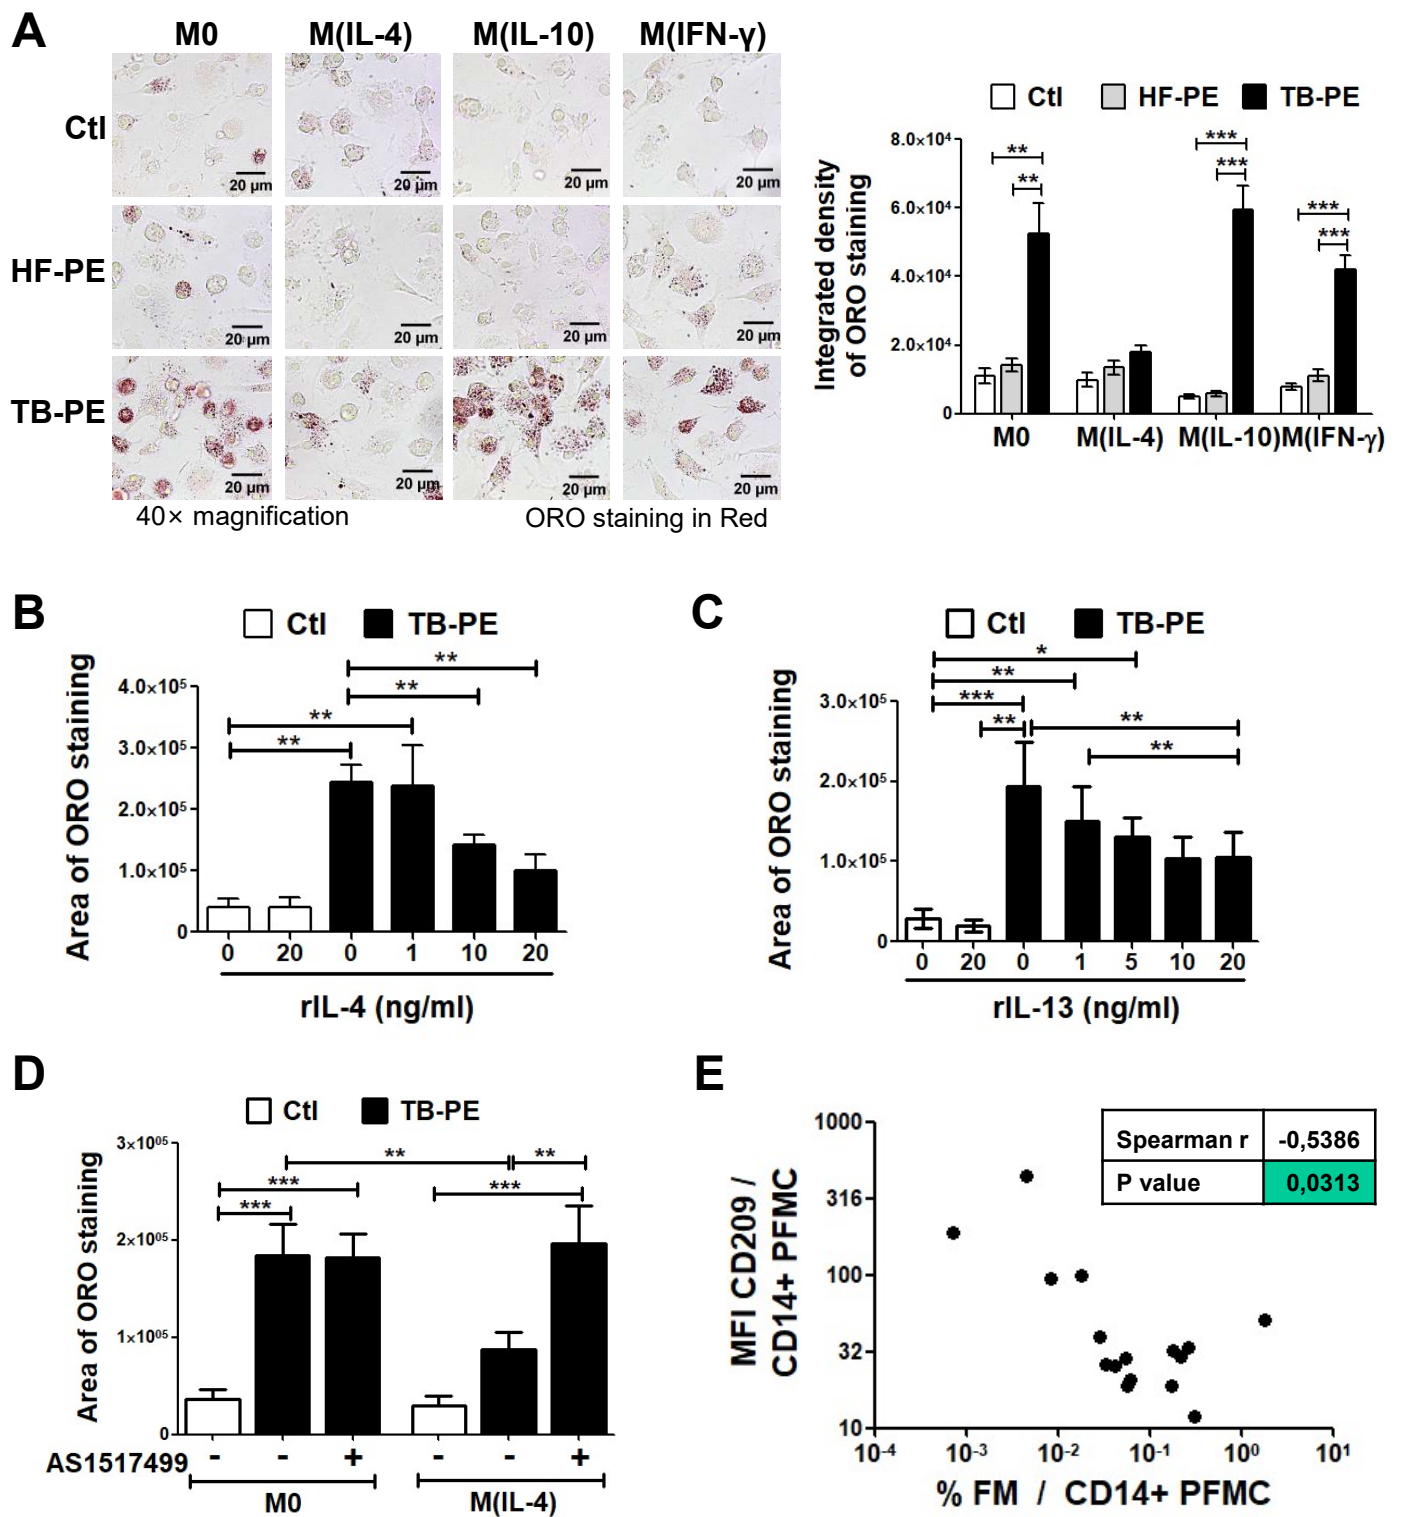 A
M0 M(IL-4) M(IL-10) M(IFN-γ)
Ctl
20 µm 20 µm 20 µm 20 µm
HF-PE
20 µm 20 µm 20 µm 20 µm
TB-PE
20 µm 20 µm 20 µm 20 µm
40× magnification ORO staining in Red
Ctl HF-PE TB-PE
Integrated density
of ORO staining
8.0×10⁴
6.0×10⁴
4.0×10⁴
2.0×10⁴
0
** ** *** *** *** ***
M0 M(IL-4) M(IL-10) M(IFN-γ)
B
Ctl TB-PE
Area of ORO staining
4.0×10⁵
3.0×10⁵
2.0×10⁵
1.0×10⁵
0
**
**
**
**
0 20 0 1 10 20
rIL-4 (ng/ml)
C
Ctl TB-PE
Area of ORO staining
3.0×10⁵
2.0×10⁵
1.0×10⁵
0
*
**
***
** **
**
0 20 0 1 5 10 20
rIL-13 (ng/ml)
D
Ctl TB-PE
Area of ORO staining
3×10⁰⁵
2×10⁰⁵
1×10⁰⁵
0
** **
*** ***
***
AS1517499 - - + - - +
M0 M(IL-4)
E
Spearman r -0,5386
P value 0,0313
MFI CD209 /
CD14+ PFMC
1000
316
100
32
10
10⁻⁴ 10⁻³ 10⁻² 10⁻¹ 10⁰ 10¹
% FM / CD14+ PFMC